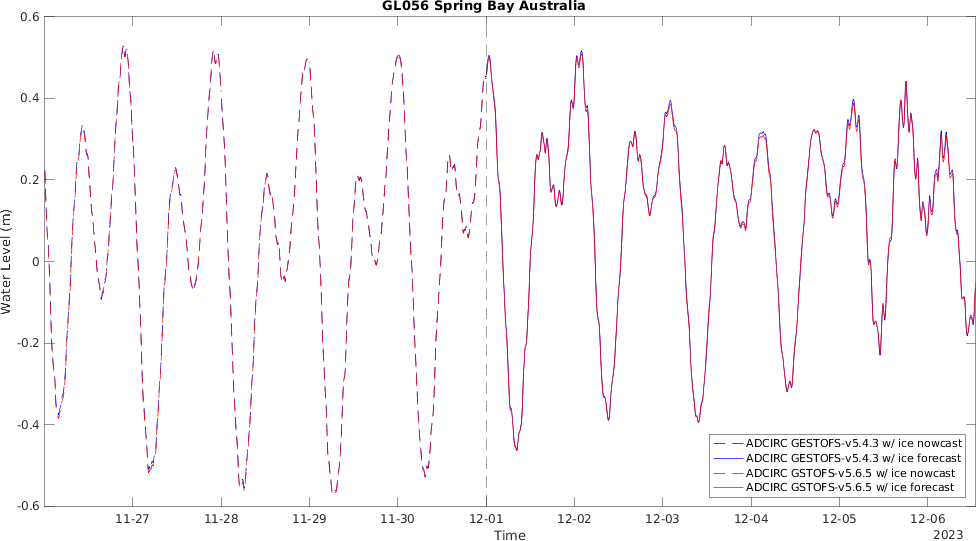 GL056 Spring Bay Australia
0.6
0.4
0.2
0
-0.2
-0.4
-0.6
Water Level (m)
ADCIRC GESTOFS-v5.4.3 w/ ice nowcast
ADCIRC GESTOFS-v5.4.3 w/ ice forecast
ADCIRC GSTOFS-v5.6.5 w/ ice nowcast
ADCIRC GSTOFS-v5.6.5 w/ ice forecast
11-27 11-28 11-29 11-30 12-01 12-02 12-03 12-04 12-05 12-06
Time
2023